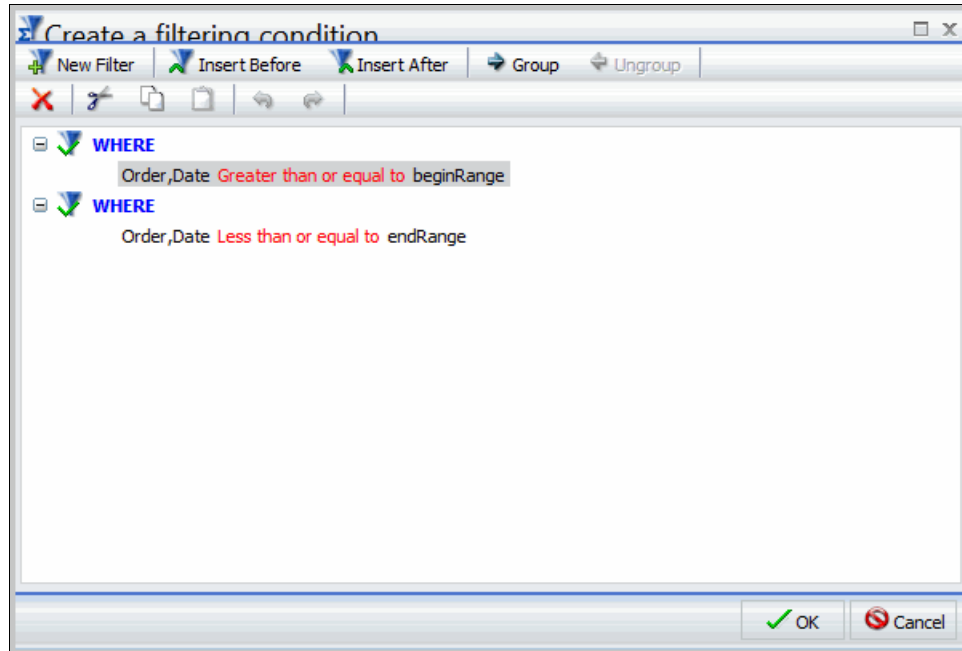 Create a filtering condition
New Filter Insert Before Insert After Group Ungroup
WHERE
Order,Date Greater than or equal to beginRange
WHERE
Order,Date Less than or equal to endRange
OK Cancel